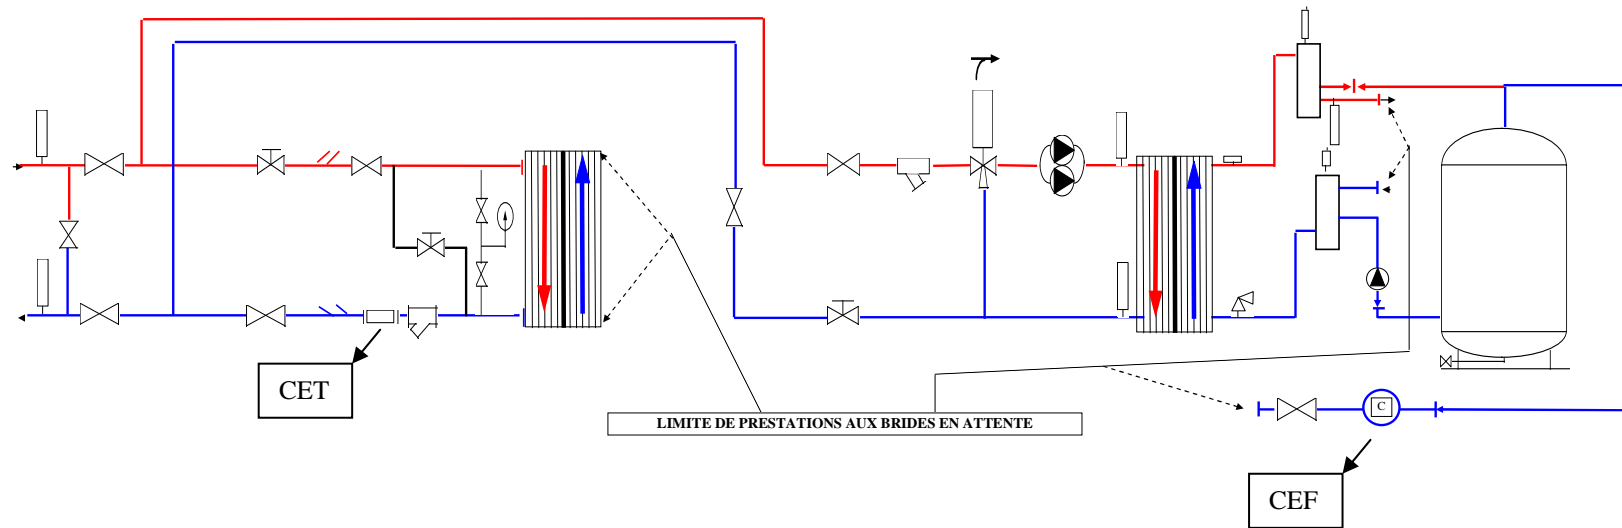 CET
LIMITE DE PRESTATIONS AUX BRIDES EN ATTENTE
C
CEF